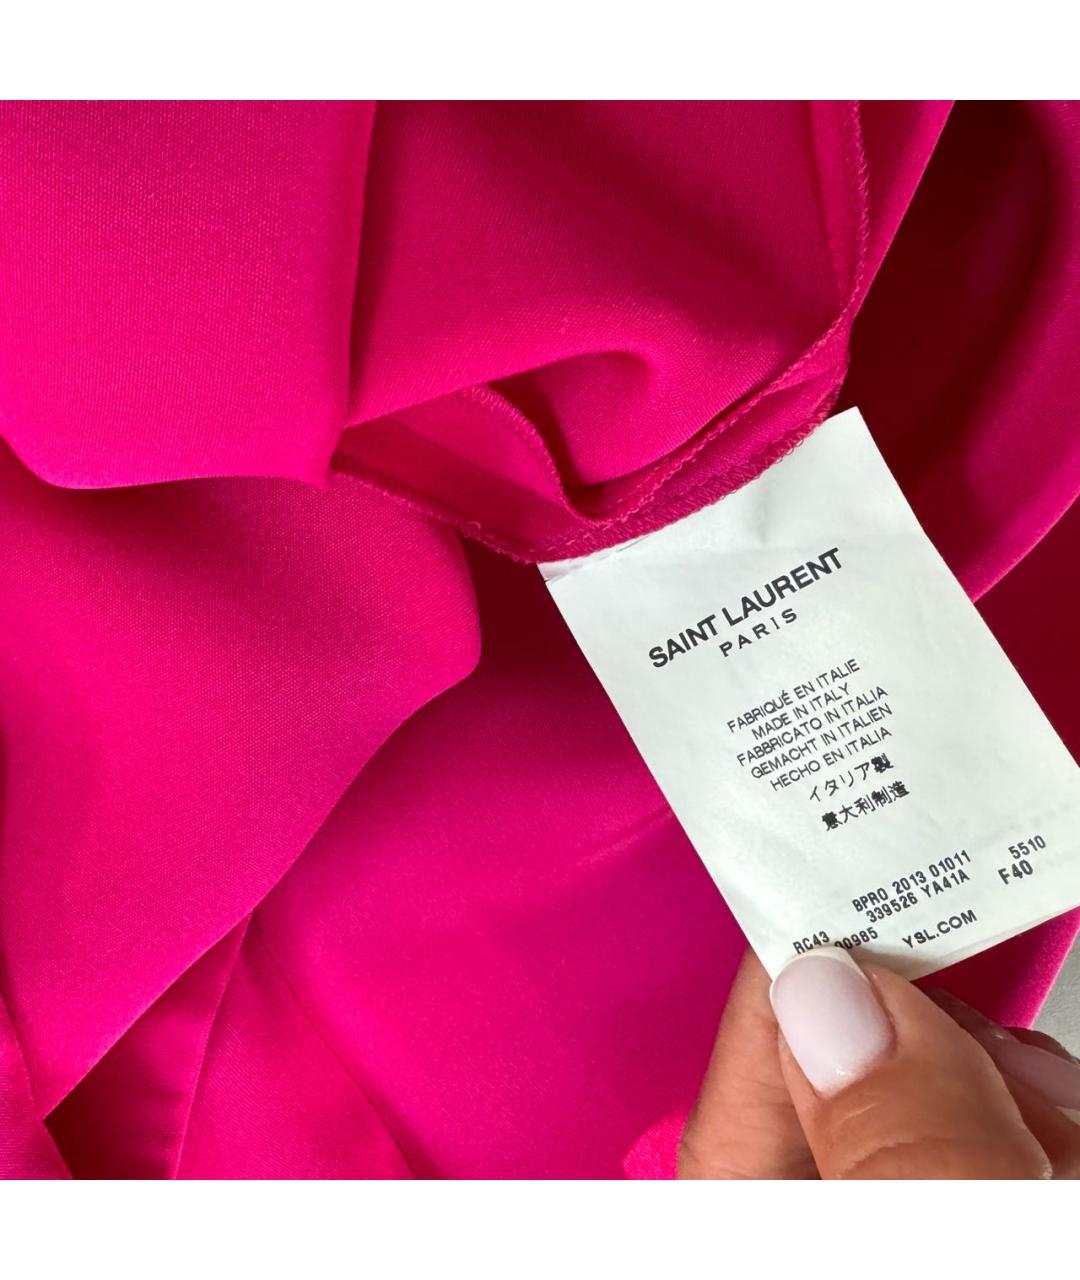 SAINT LAURENT
PARIS
FABRIQUÉ EN ITALIE
MADE IN ITALY
FABBRICATO IN ITALIA
GEMACHT IN ITALIEN
HECHO EN ITALIA
イタリア製
意大利制造
BPRO 2013 01011 5510
339526 YA41A F40
RC43 00985 YSL.COM